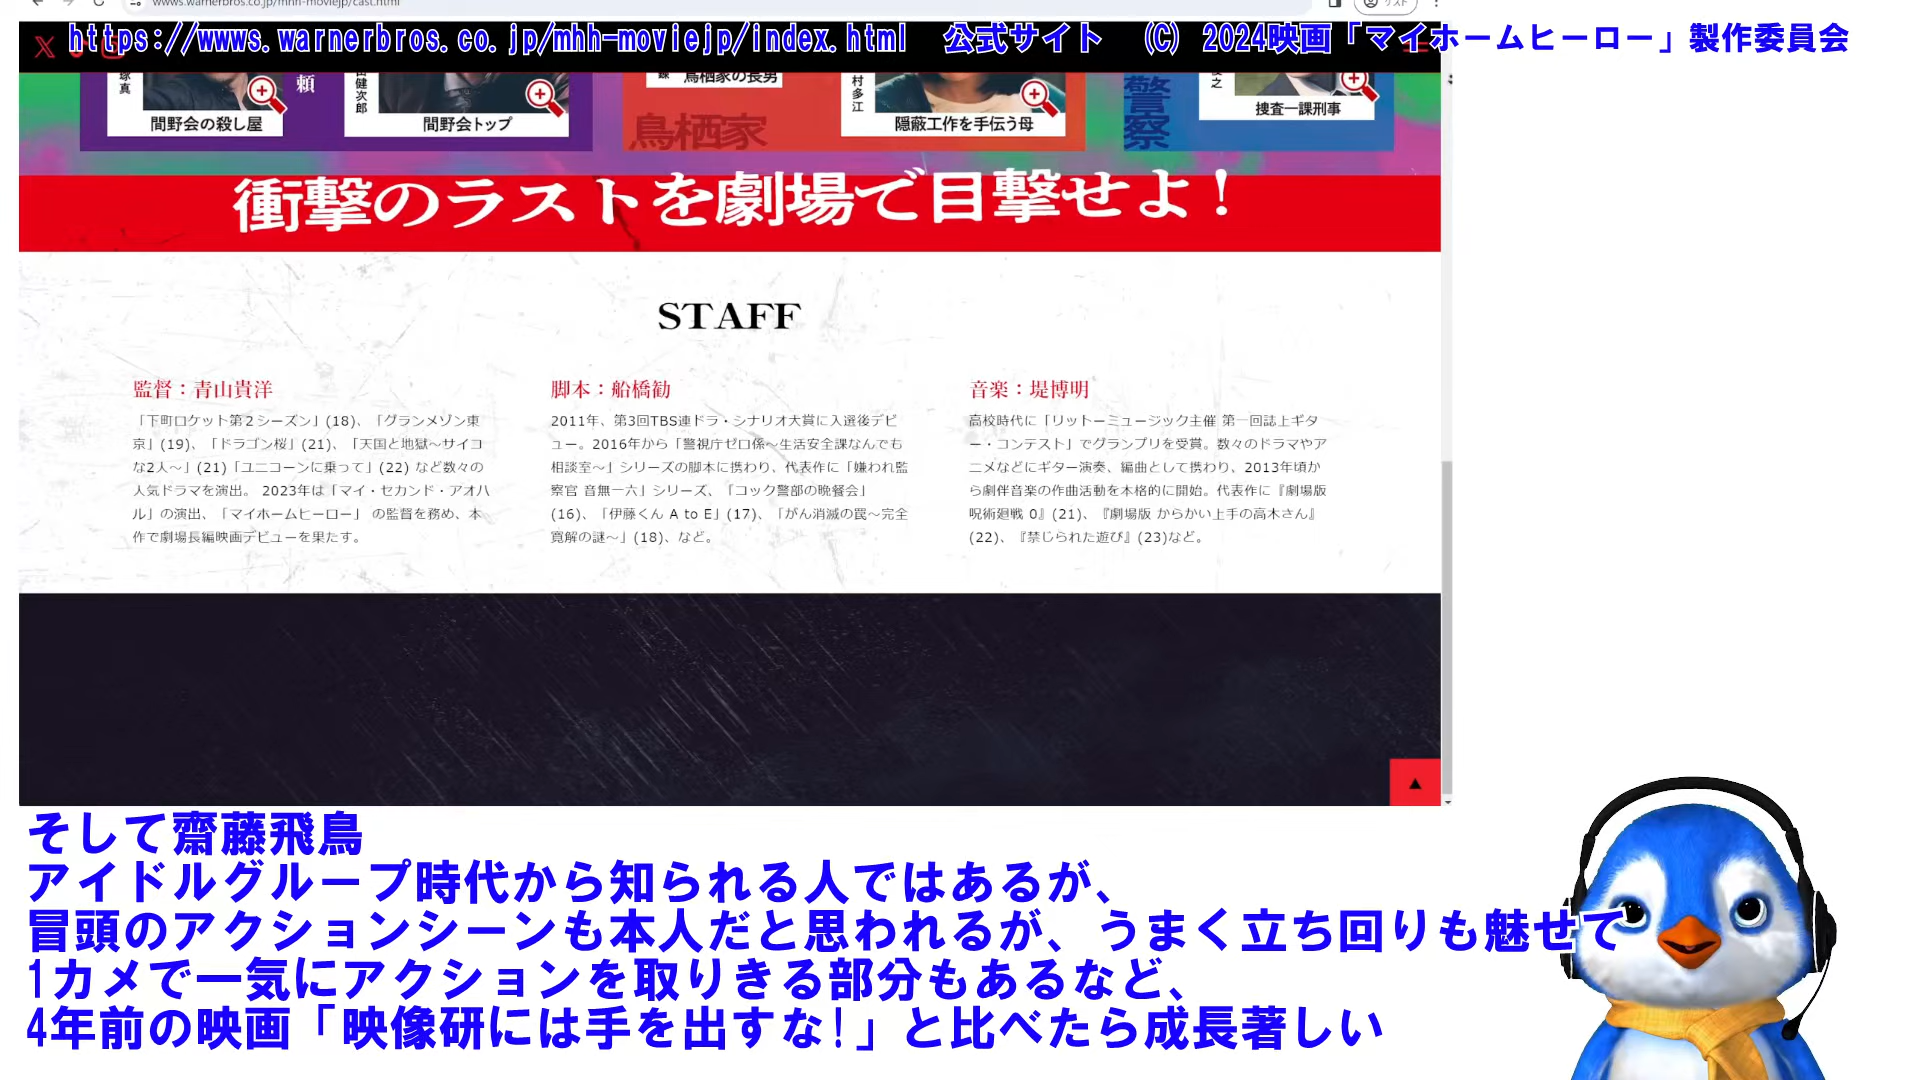 wwws.warnerbros.co.jp/mhh-moviejp/cast.html
https://wwws.warnerbros.co.jp/mhh-moviejp/index.html 公式サイト (C) 2024映画「マイホームヒーロー」製作委員会
間野会の殺し屋
間野会トップ
鳥栖家の長男
鳥栖家
隠蔽工作を手伝う母
警察
捜査一課刑事
衝撃のラストを劇場で目撃せよ!
STAFF
監督:青山貴洋
「下町ロケット第2シーズン」(18)、「グランメゾン東
京」(19)、「ドラゴン桜」(21)、「天国と地獄~サイコ
な2人~」(21)「ユニコーンに乗って」(22) など数々の
人気ドラマを演出。 2023年は「マイ・セカンド・アオハ
ル」の演出、「マイホームヒーロー」 の監督を務め、本
作で劇場長編映画デビューを果たす。
脚本:船橋勧
2011年、第3回TBS連ドラ・シナリオ大賞に入選後デビ
ュー。2016年から「警視庁ゼロ係~生活安全課なんでも
相談室~」シリーズの脚本に携わり、代表作に「嫌われ監
察官 音無一六」シリーズ、「コック警部の晩餐会」
(16)、「伊藤くん A to E」(17)、「がん消滅の罠~完全
寛解の謎~」(18)、など。
音楽:堤博明
高校時代に「リットーミュージック主催 第一回誌上ギタ
ー・コンテスト」でグランプリを受賞。数々のドラマやア
ニメなどにギター演奏、編曲として携わり、2013年頃か
ら劇伴音楽の作曲活動を本格的に開始。代表作に『劇場版
呪術廻戦 0』(21)、『劇場版 からかい上手の高木さん』
(22)、『禁じられた遊び』(23)など。
そして齋藤飛鳥
アイドルグループ時代から知られる人ではあるが、
冒頭のアクションシーンも本人だと思われるが、うまく立ち回りも魅せて
1カメで一気にアクションを取りきる部分もあるなど、
4年前の映画「映像研には手を出すな!」と比べたら成長著しい